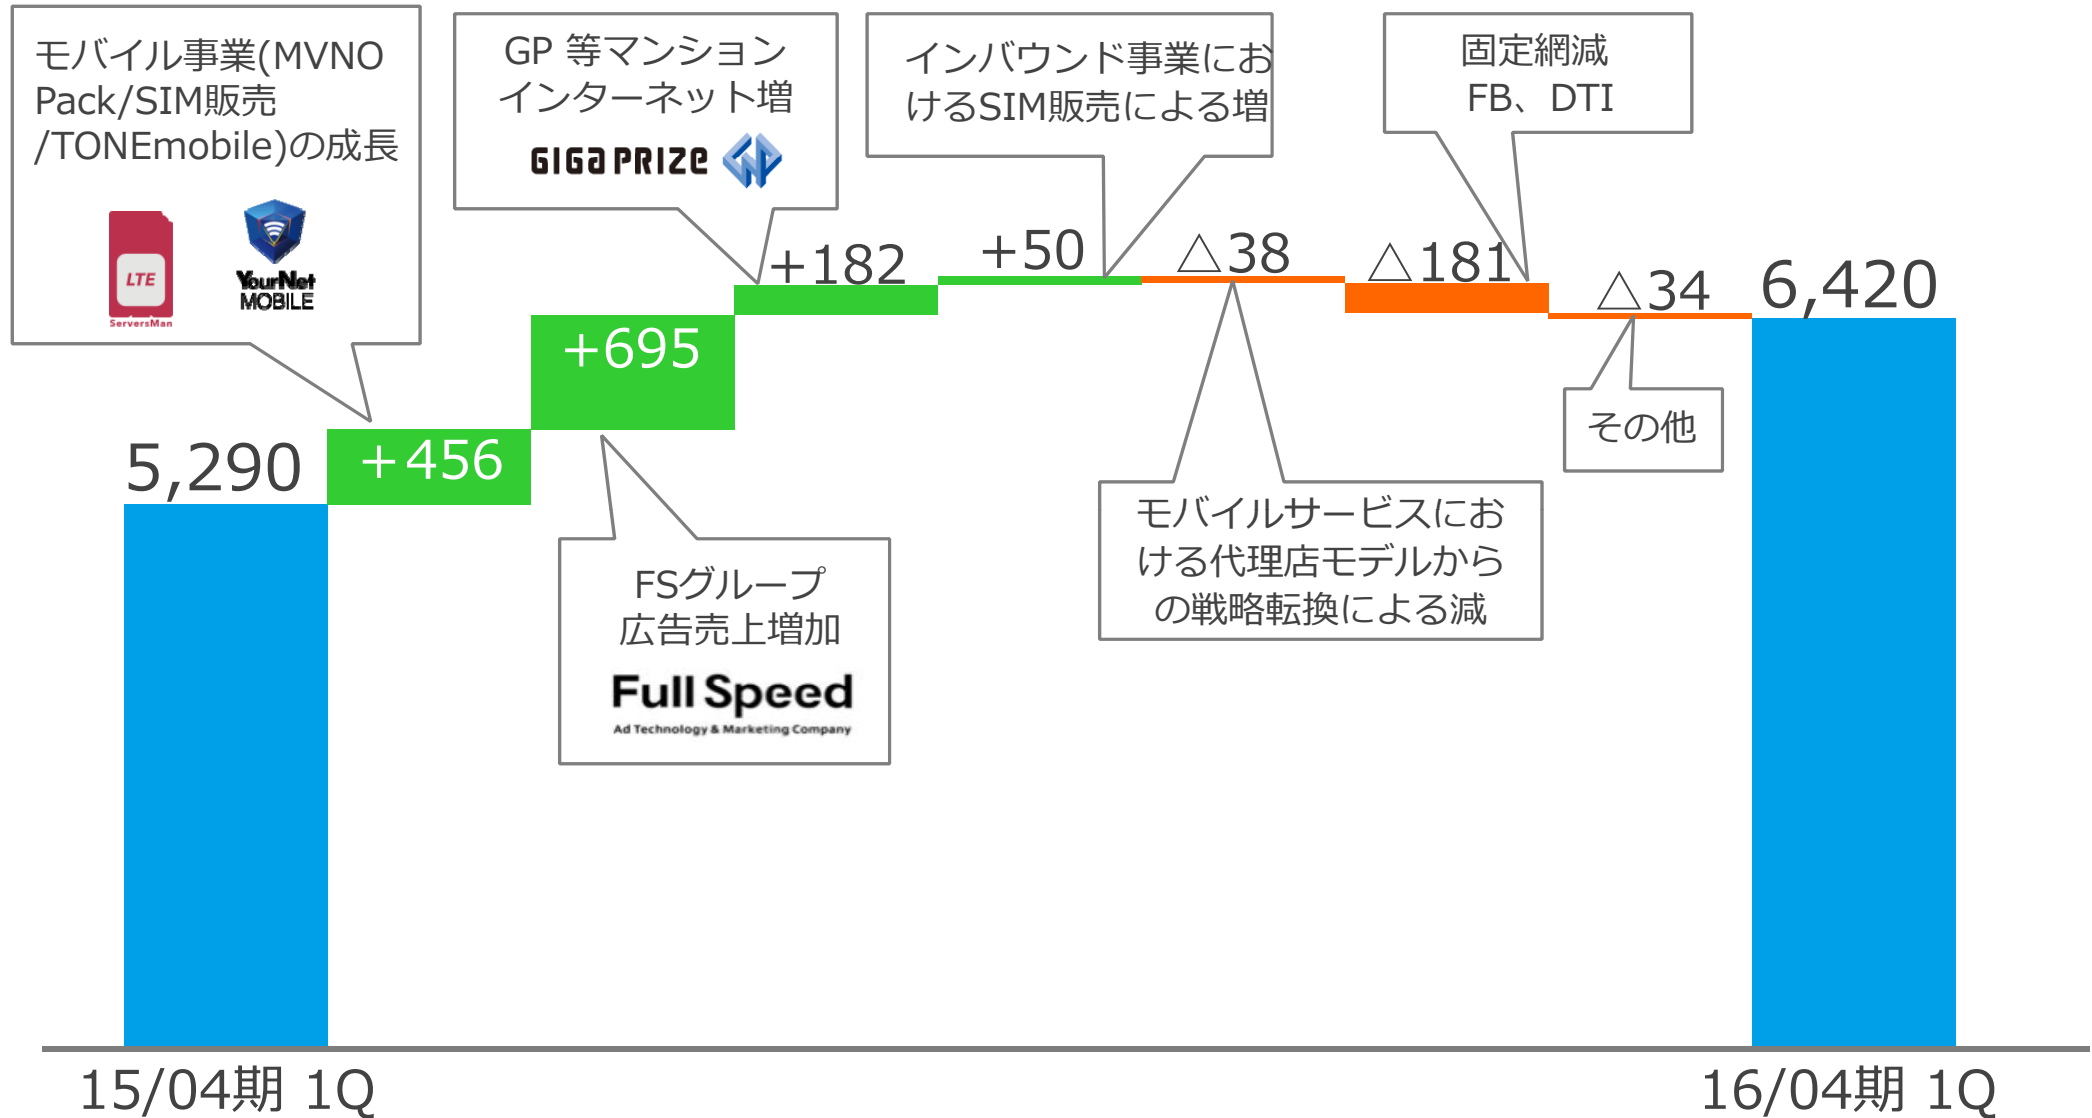 モバイル事業(MVNO
Pack/SIM販売
/TONEmobile)の成長
LTE
ServersMan
YourNet
MOBILE
GP 等マンション
インターネット増
GIGA PRIZE
インバウンド事業にお
けるSIM販売による増
固定網減
FB、DTI
5,290
+456
+695
+182
+50
△38
△181
△34
6,420
FSグループ
広告売上増加
Full Speed
Ad Technology & Marketing Company
モバイルサービスにお
ける代理店モデルから
の戦略転換による減
その他
15/04期 1Q
16/04期 1Q